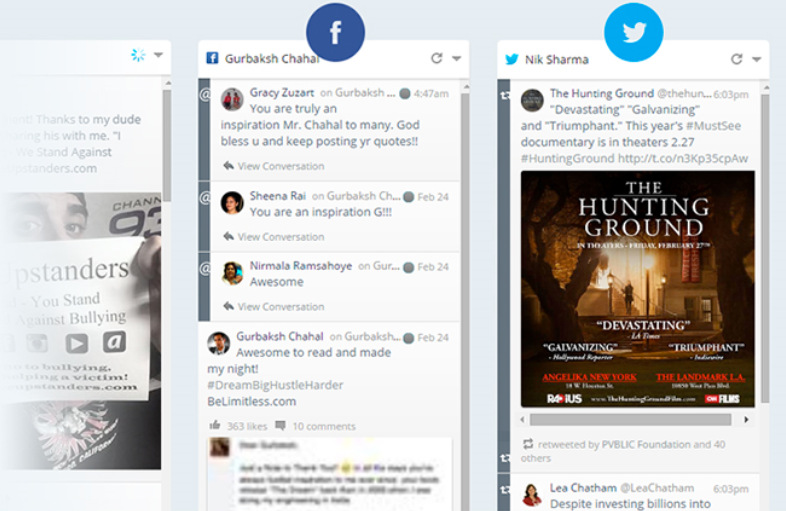 nt! Thanks to my dude
ring his with me. "I
We Stand Against
pstanders.com
CHANN
93
pstanders
You Stand
Against Bullying
to bullying,
lping a victim!
upstanders.com
CALIFORNIA
f
Gurbaksh Chahal
@
Gracy Zuzart on Gurbaksh ... 4:47am
You are truly an
inspiration Mr. Chahal to many. God
bless u and keep posting yr quotes!!
View Conversation
@
Sheena Rai on Gurbaksh Ch... Feb 24
You are an inspiration G!!!
View Conversation
@
Nirmala Ramsahoye on Gur... Feb 24
Awesome
View Conversation
Gurbaksh Chahal on Gurbaksh... Feb 24
Awesome to read and made
my night!
#DreamBigHustleHarder
BeLimitless.com
363 likes 10 comments
Nik Sharma
The Hunting Ground @thehun... 6:03pm
"Devastating" "Galvanizing"
and "Triumphant." This year's #MustSee
documentary is in theaters 2.27
#HuntingGround http://t.co/n3Kp35cpAw
THE
HUNTING
GROUND
IN THEATERS - FRIDAY, FEBRUARY 27TH
"DEVASTATING"
- LA Times
"GALVANIZING" "TRIUMPHANT"
- Hollywood Reporter - Indiewire
ANGELIKA NEW YORK THE LANDMARK L.A.
18 W. Houston St. 10850 West Pico Blvd.
RADIUS www.TheHuntingGroundFilm.com CNN FILMS
retweeted by PVBLIC Foundation and 40
others
Lea Chatham @LeaChatham 6:03pm
Despite investing billions into